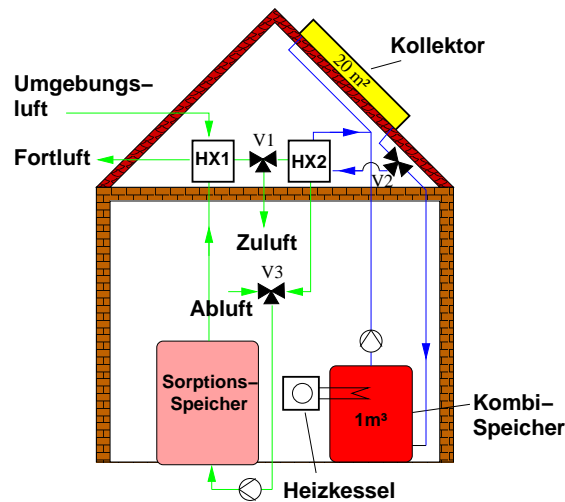 Kollektor
20 m²
Umgebungs–
luft
V1
HX1
HX2
Fortluft
V2
Zuluft
V3
Abluft
Sorptions–
Speicher
1m³
Kombi–
Speicher
Heizkessel